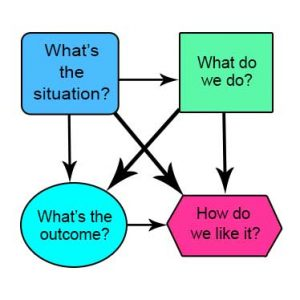 What's
the
situation?
What do
we do?
What's the
outcome?
How do
we like it?